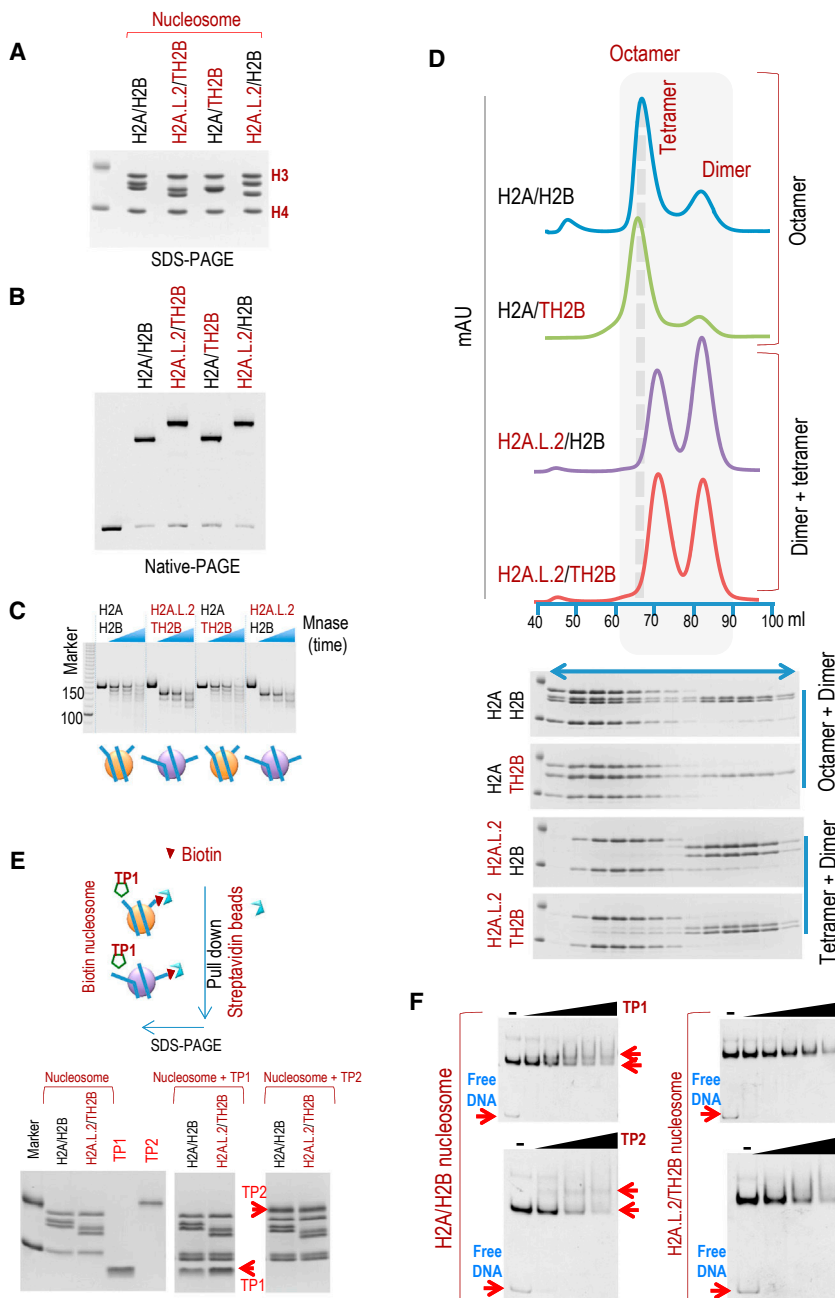 A
Nucleosome
H2A/H2B
H2A.L.2/TH2B
H2A/TH2B
H2A.L.2/H2B
H3
H4
SDS-PAGE
B
H2A/H2B
H2A.L.2/TH2B
H2A/TH2B
H2A.L.2/H2B
Native-PAGE
C
Marker
H2A
H2B
H2A.L.2
TH2B
H2A
TH2B
H2A.L.2
H2B
Mnase
(time)
150
100
D
Octamer
Tetramer
Dimer
mAU
H2A/H2B
H2A/TH2B
H2A.L.2/H2B
H2A.L.2/TH2B
Octamer
Dimer + tetramer
40 50 60 70 80 90 100 ml
H2A
H2B
H2A
TH2B
H2A.L.2
H2B
H2A.L.2
TH2B
Octamer + Dimer
Tetramer + Dimer
E
Biotin
TP1
TP1
Biotin nucleosome
Pull down
Streptavidin beads
SDS-PAGE
Nucleosome
Nucleosome + TP1
Nucleosome + TP2
Marker
H2A/H2B
H2A.L.2/TH2B
TP1
TP2
H2A/H2B
H2A.L.2/TH2B
H2A/H2B
H2A.L.2/TH2B
TP2
TP1
F
H2A/H2B nucleosome
- TP1
Free
DNA
- TP2
Free
DNA
H2A.L.2/TH2B nucleosome
-
Free
DNA
-
Free
DNA